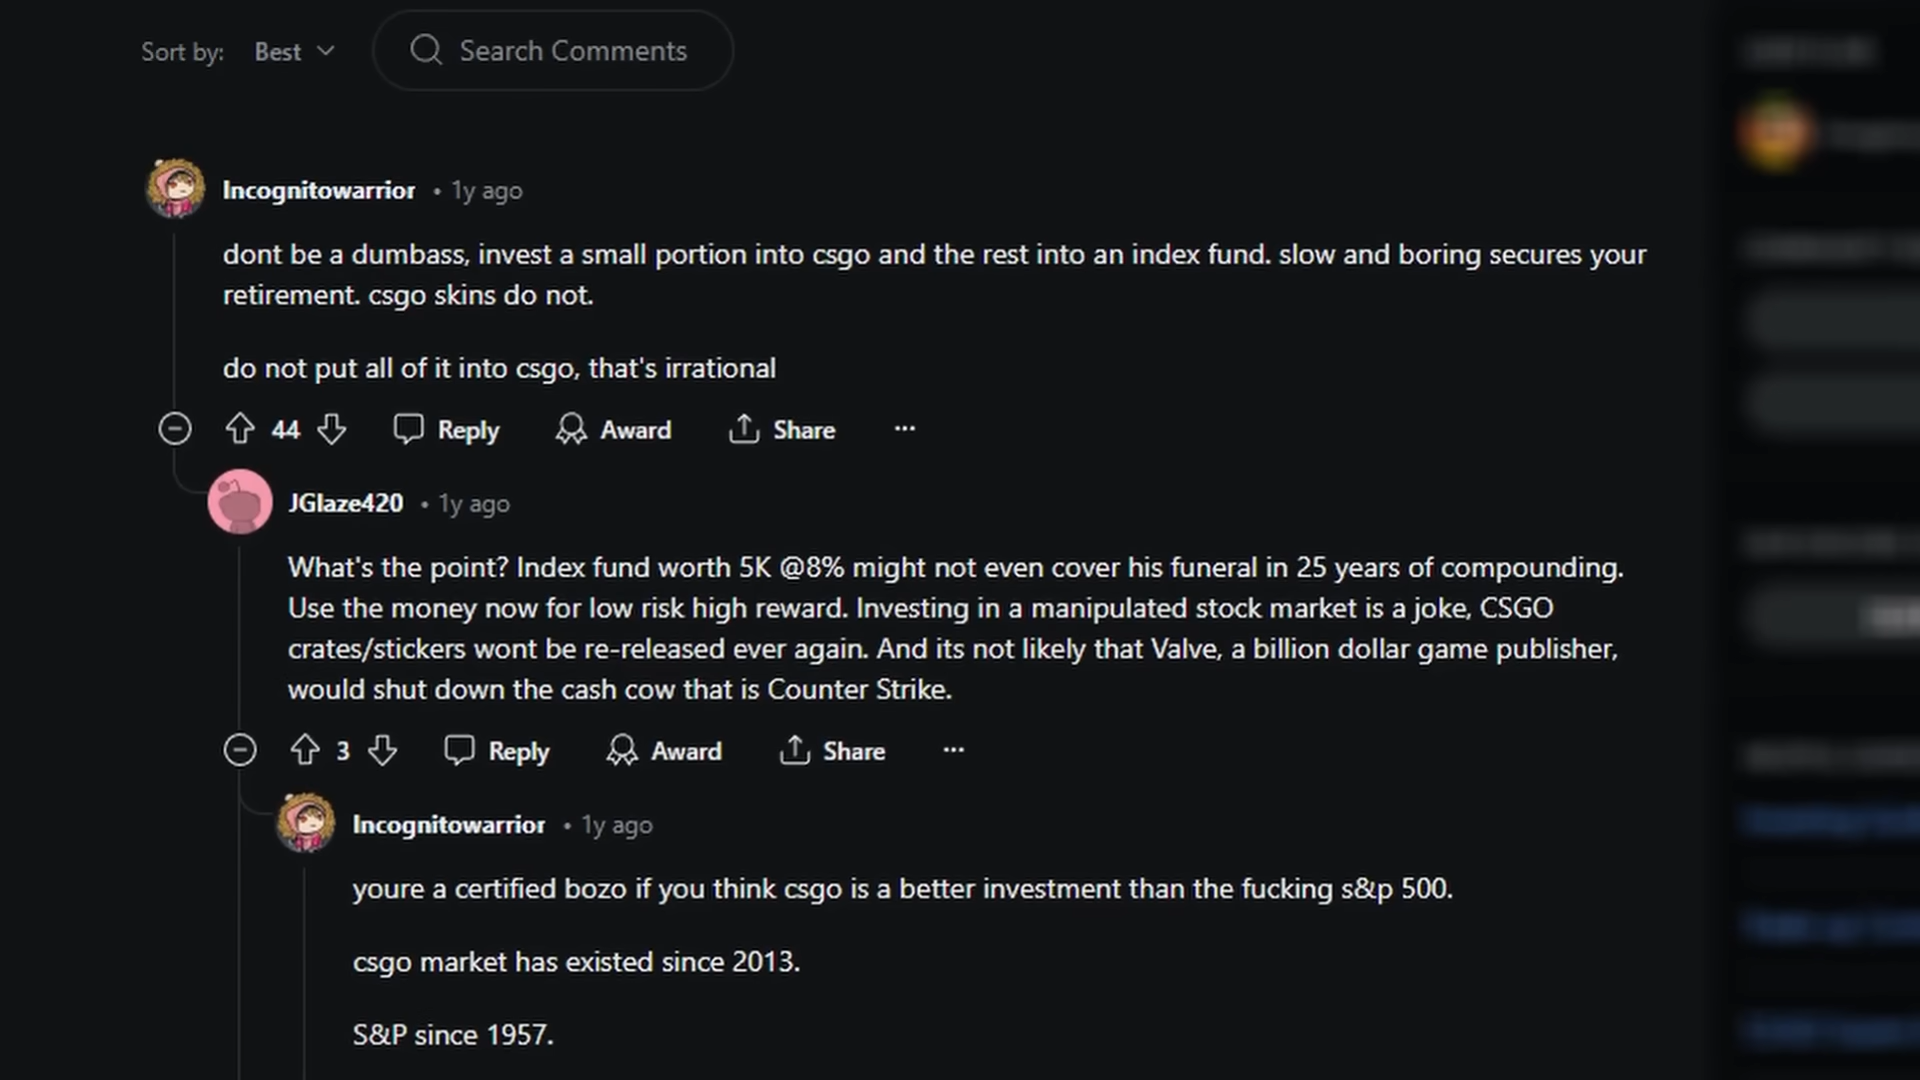 Sort by: Best Search Comments
Incognitowarrior • 1y ago
dont be a dumbass, invest a small portion into csgo and the rest into an index fund. slow and boring secures your
retirement. csgo skins do not.
do not put all of it into csgo, that's irrational
44 Reply Award Share ...
JGlaze420 • 1y ago
What's the point? Index fund worth 5K @8% might not even cover his funeral in 25 years of compounding.
Use the money now for low risk high reward. Investing in a manipulated stock market is a joke, CSGO
crates/stickers wont be re-released ever again. And its not likely that Valve, a billion dollar game publisher,
would shut down the cash cow that is Counter Strike.
3 Reply Award Share ...
Incognitowarrior • 1y ago
youre a certified bozo if you think csgo is a better investment than the fucking s&p 500.
csgo market has existed since 2013.
S&P since 1957.